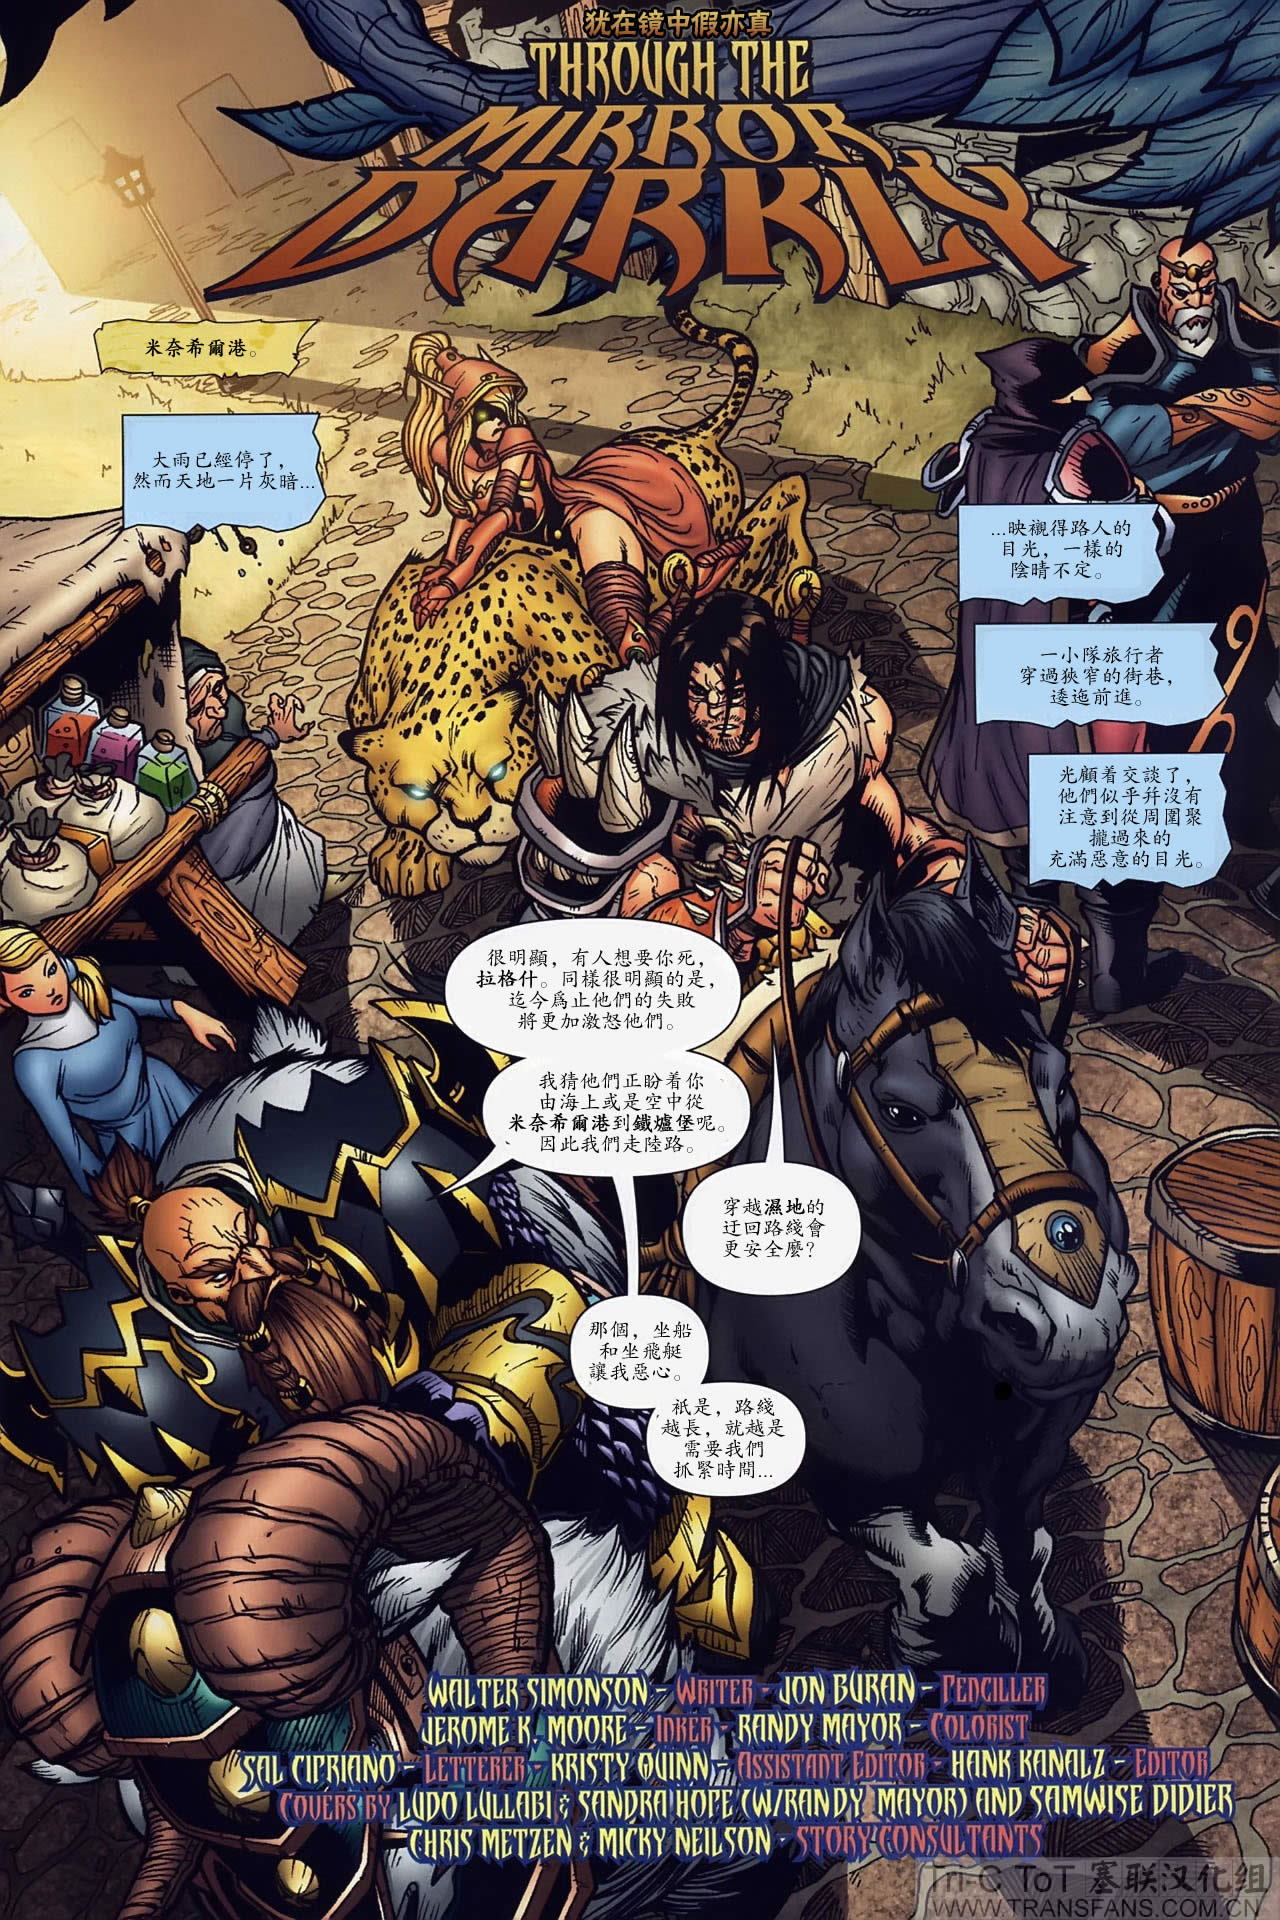 犹在镜中假亦真
THROUGH THE
MIRROR,
DARKLY
米奈希爾港。
大雨已經停了，
然而天地一片灰暗...
...映襯得路人的
目光，一樣的
陰晴不定。
一小隊旅行者
穿過狹窄的街巷，
逶迤前進。
光顧着交談了，
他們似乎幷沒有
注意到從周圍聚
攏過來的
充滿惡意的目光。
很明顯，有人想要你死，
拉格什。同樣很明顯的是，
迄今爲止他們的失敗
將更加激怒他們。
我猜他們正盼着你
由海上或是空中從
米奈希爾港到鐵爐堡呢。
因此我們走陸路。
穿越濕地的
迂回路綫會
更安全麼？
那個，坐船
和坐飛艇
讓我惡心。
衹是，路綫
越長，就越是
需要我們
抓緊時間...
WALTER SIMONSON - WRITER - JON BURAN - PENCILLER
JEROME K. MOORE - INKER - RANDY MAYOR - COLORIST
SAL CIPRIANO - LETTERER - KRISTY QUINN - ASSISTANT EDITOR - HANK KANALZ - EDITOR
COVERS BY LUDO LULLABI & SANDRA HOPE (W/RANDY MAYOR) AND SAMWISE DIDIER
CHRIS METZEN & MICKY NEILSON - STORY CONSULTANTS
Tri-C ToT 塞联汉化组
WWW.TRANSFANS.COM.CN